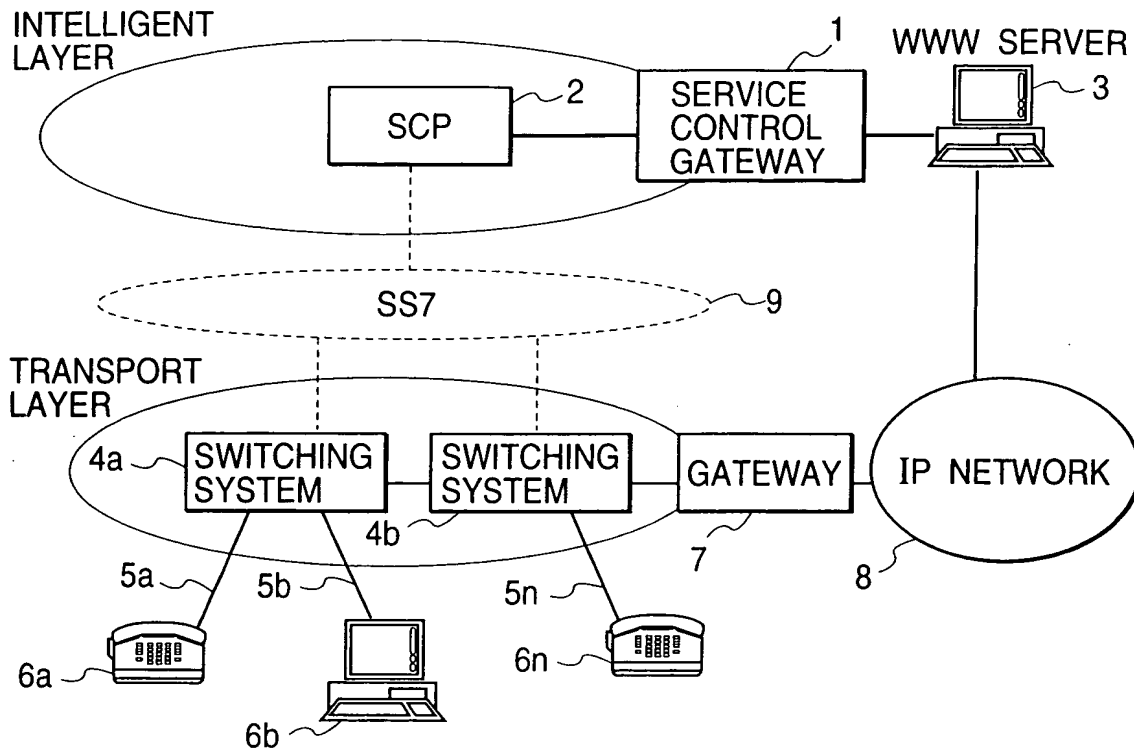 INTELLIGENT
LAYER
1
WWW SERVER
3
2
SCP
SERVICE
CONTROL
GATEWAY
SS7
9
TRANSPORT
LAYER
4a
SWITCHING
SYSTEM
SWITCHING
SYSTEM
4b
GATEWAY
7
IP NETWORK
8
5a
5b
5n
6a
6b
6n